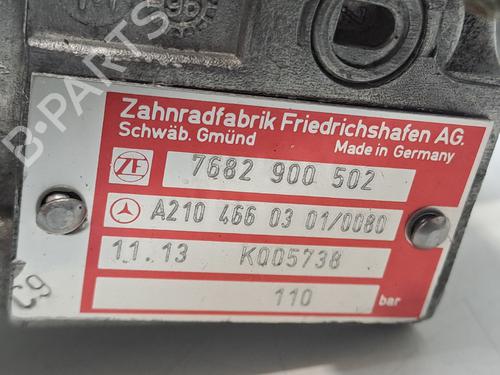 Zahnradfabrik Friedrichshafen AG.
Schwäb. Gmünd Made in Germany
ZF 7682 900 502
A210 466 03 01/0080
11.13 K005738
110 bar
B-PARTS